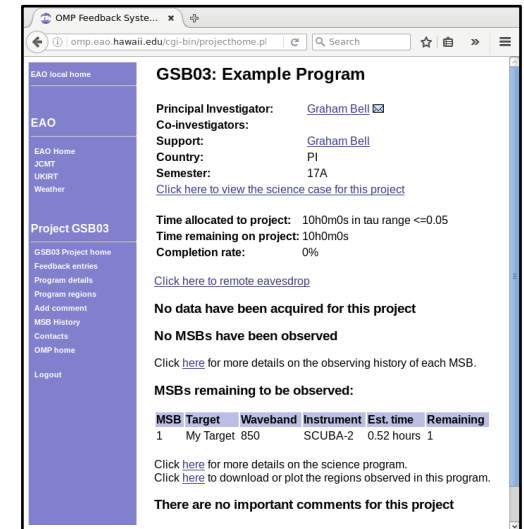 OMP Feedback Syste...
omp.eao.hawaii.edu/cgi-bin/projecthome.pl
Search
EAO local home
EAO
EAO Home
JCMT
UKIRT
Weather
Project GSB03
GSB03 Project home
Feedback entries
Program details
Program regions
Add comment
MSB History
Contacts
OMP home
Logout
GSB03: Example Program
Principal Investigator: Graham Bell
Co-investigators:
Support: Graham Bell
Country: PI
Semester: 17A
Click here to view the science case for this project
Time allocated to project: 10h0m0s in tau range <=0.05
Time remaining on project: 10h0m0s
Completion rate: 0%
Click here to remote eavesdrop
No data have been acquired for this project
No MSBs have been observed
Click here for more details on the observing history of each MSB.
MSBs remaining to be observed:
MSB Target Waveband Instrument Est. time Remaining
1 My Target 850 SCUBA-2 0.52 hours 1
Click here for more details on the science program.
Click here to download or plot the regions observed in this program.
There are no important comments for this project